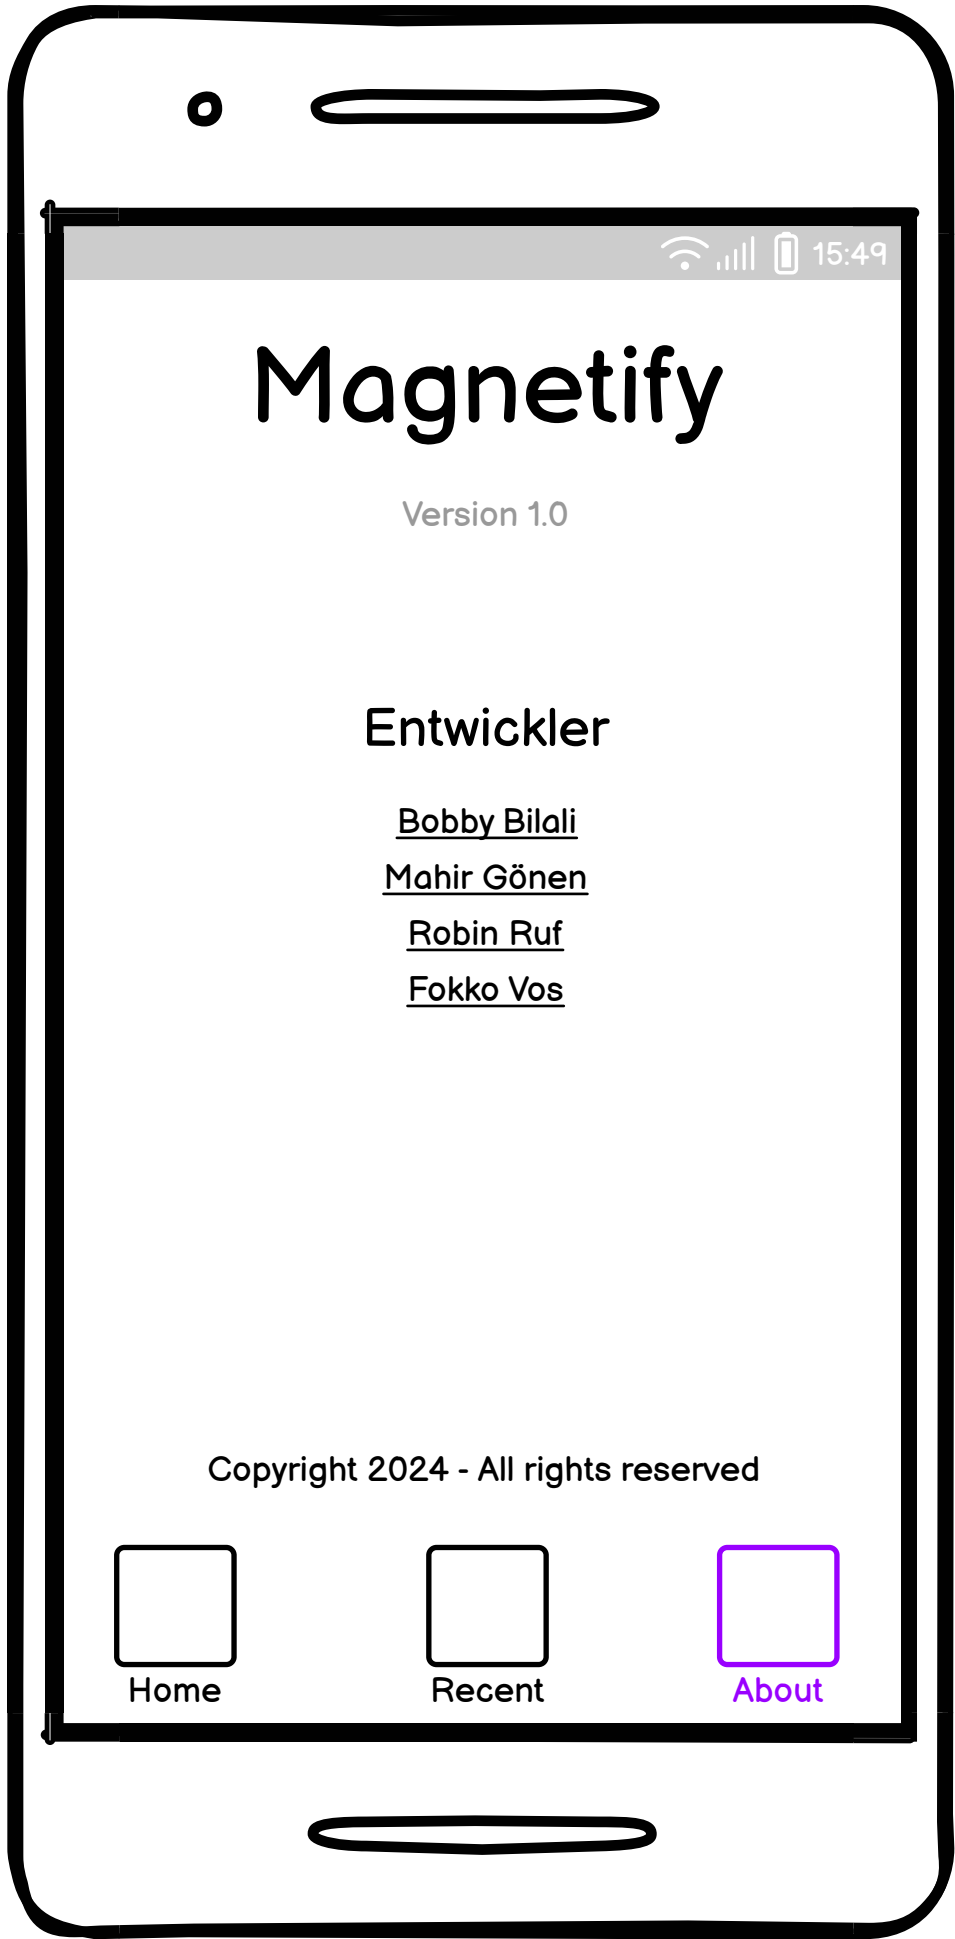 15:49
Magnetify
Version 1.0
Entwickler
Bobby Bilali
Mahir Gönen
Robin Ruf
Fokko Vos
Copyright 2024 - All rights reserved
Home Recent About